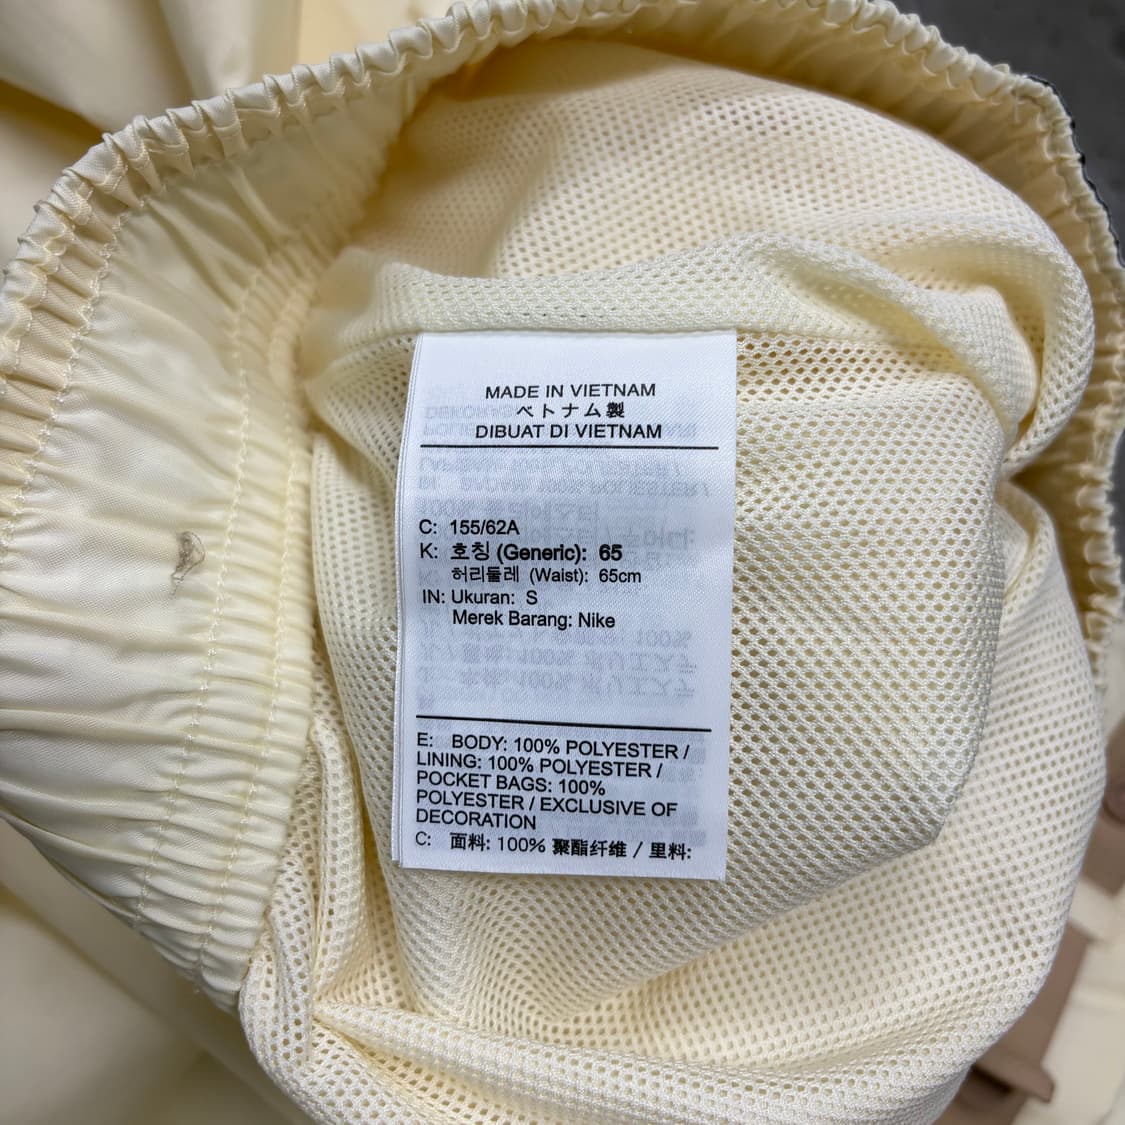 MADE IN VIETNAM
ベトナム製
DIBUAT DI VIETNAM
C: 155/62A
K: 호칭 (Generic): 65
허리둘레 (Waist): 65cm
IN: Ukuran: S
Merek Barang: Nike
E: BODY: 100% POLYESTER /
LINING: 100% POLYESTER /
POCKET BAGS: 100%
POLYESTER / EXCLUSIVE OF
DECORATION
C: 面料: 100% 聚酯纤维 / 里料: